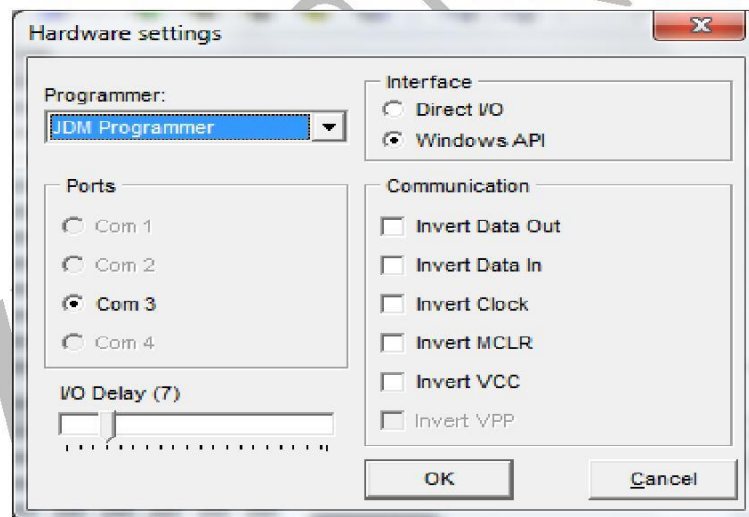 Hardware settings
Programmer:
JDM Programmer
Interface
Direct I/O
Windows API
Ports
Com 1
Com 2
Com 3
Com 4
Communication
Invert Data Out
Invert Data In
Invert Clock
Invert MCLR
Invert VCC
Invert VPP
I/O Delay (7)
OK
Cancel